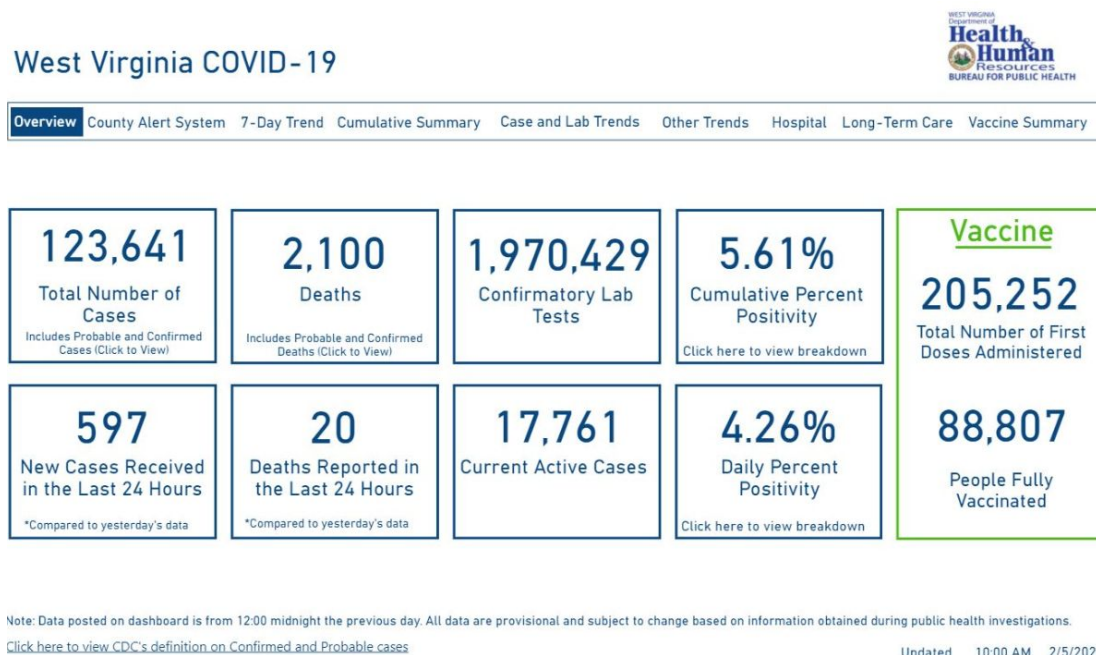 WEST VIRGINIA
Department of
Health
&
Human
Resources
BUREAU FOR PUBLIC HEALTH
West Virginia COVID-19
Overview County Alert System 7-Day Trend Cumulative Summary Case and Lab Trends Other Trends Hospital Long-Term Care Vaccine Summary
123,641
Total Number of
Cases
Includes Probable and Confirmed
Cases (Click to View)
2,100
Deaths
Includes Probable and Confirmed
Deaths (Click to View)
1,970,429
Confirmatory Lab
Tests
5.61%
Cumulative Percent
Positivity
Click here to view breakdown
Vaccine
205,252
Total Number of First
Doses Administered
88,807
People Fully
Vaccinated
597
New Cases Received
in the Last 24 Hours
*Compared to yesterday's data
20
Deaths Reported in
the Last 24 Hours
*Compared to yesterday's data
17,761
Current Active Cases
4.26%
Daily Percent
Positivity
Click here to view breakdown
Note: Data posted on dashboard is from 12:00 midnight the previous day. All data are provisional and subject to change based on information obtained during public health investigations.
Click here to view CDC's definition on Confirmed and Probable cases
Updated 10:00 AM 2/5/202